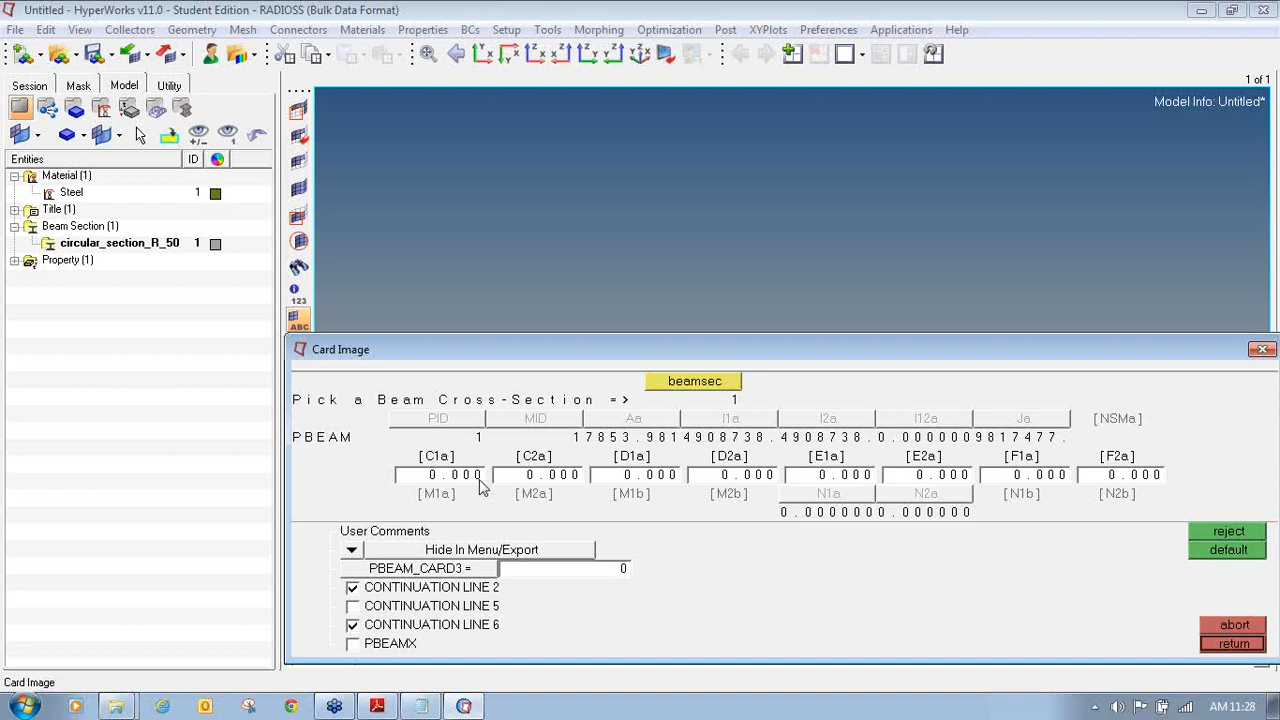 Untitled - HyperWorks v11.0 - Student Edition - RADIOSS (Bulk Data Format)
File Edit View Collectors Geometry Mesh Connectors Materials Properties BCs Setup Tools Morphing Optimization Post XYPlots Preferences Applications Help
Session Mask Model Utility
1 of 1
Model Info: Untitled*
Entities ID
Material (1)
Steel 1
Title (1)
Beam Section (1)
circular_section_R_50 1
Property (1)
123
ABC
Card Image
beamsec
Pick a Beam Cross-Section => 1
PID MID Aa I1a I2a I12a Ja [NSMa]
PBEAM 1 17853.9814908738.4908738.0.00000009817477.
[C1a] [C2a] [D1a] [D2a] [E1a] [E2a] [F1a] [F2a]
0.000 0.000 0.000 0.000 0.000 0.000 0.000 0.000
[M1a] [M2a] [M1b] [M2b] N1a N2a [N1b] [N2b]
0.00000000.0000000
User Comments
Hide In Menu/Export
PBEAM_CARD3 = 0
CONTINUATION LINE 2
CONTINUATION LINE 5
CONTINUATION LINE 6
PBEAMX
reject
default
abort
return
Card Image
AM 11:28